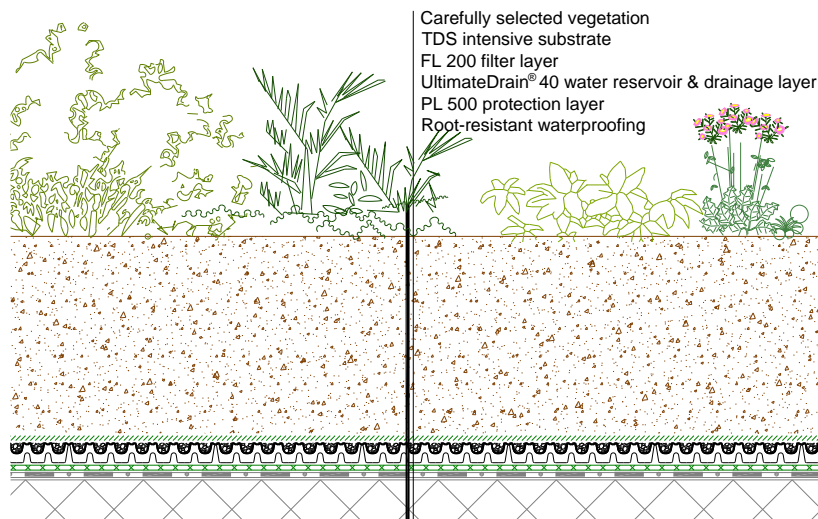 Carefully selected vegetation
TDS intensive substrate
FL 200 filter layer
UltimateDrain® 40 water reservoir & drainage layer
PL 500 protection layer
Root-resistant waterproofing